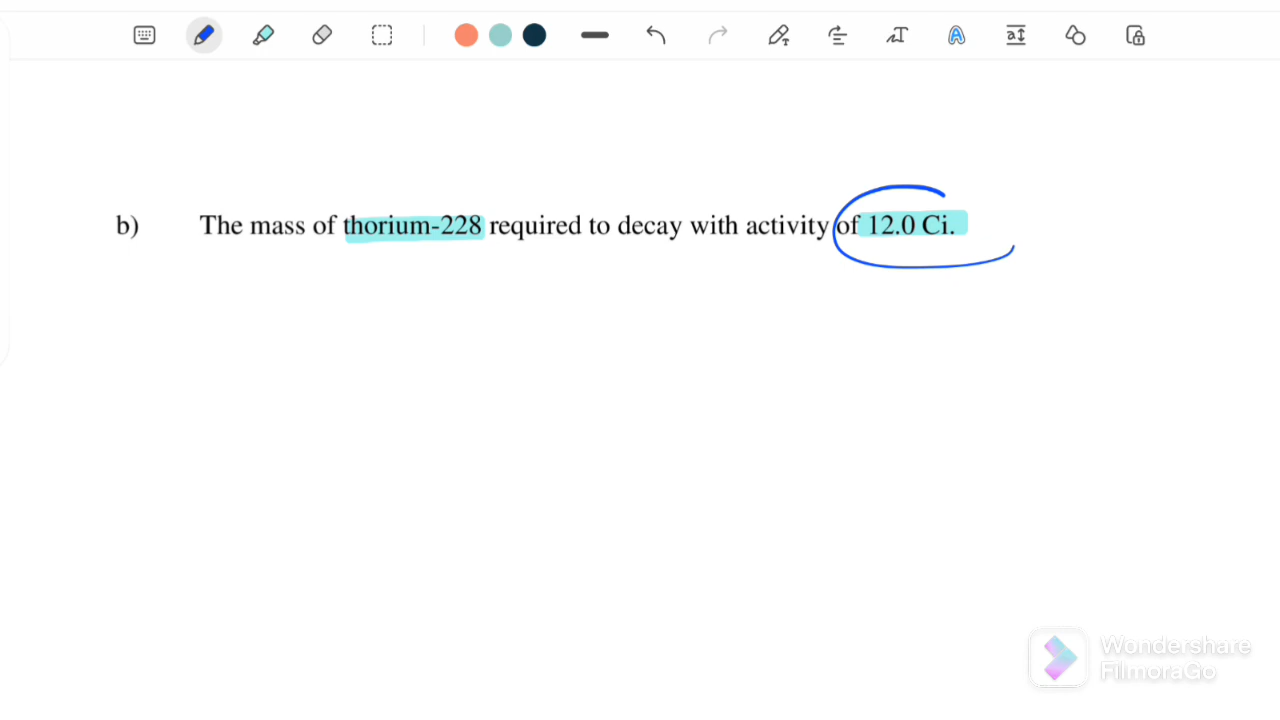 b) The mass of thorium-228 required to decay with activity of 12.0 Ci.
Wondershare
FilmoraGo